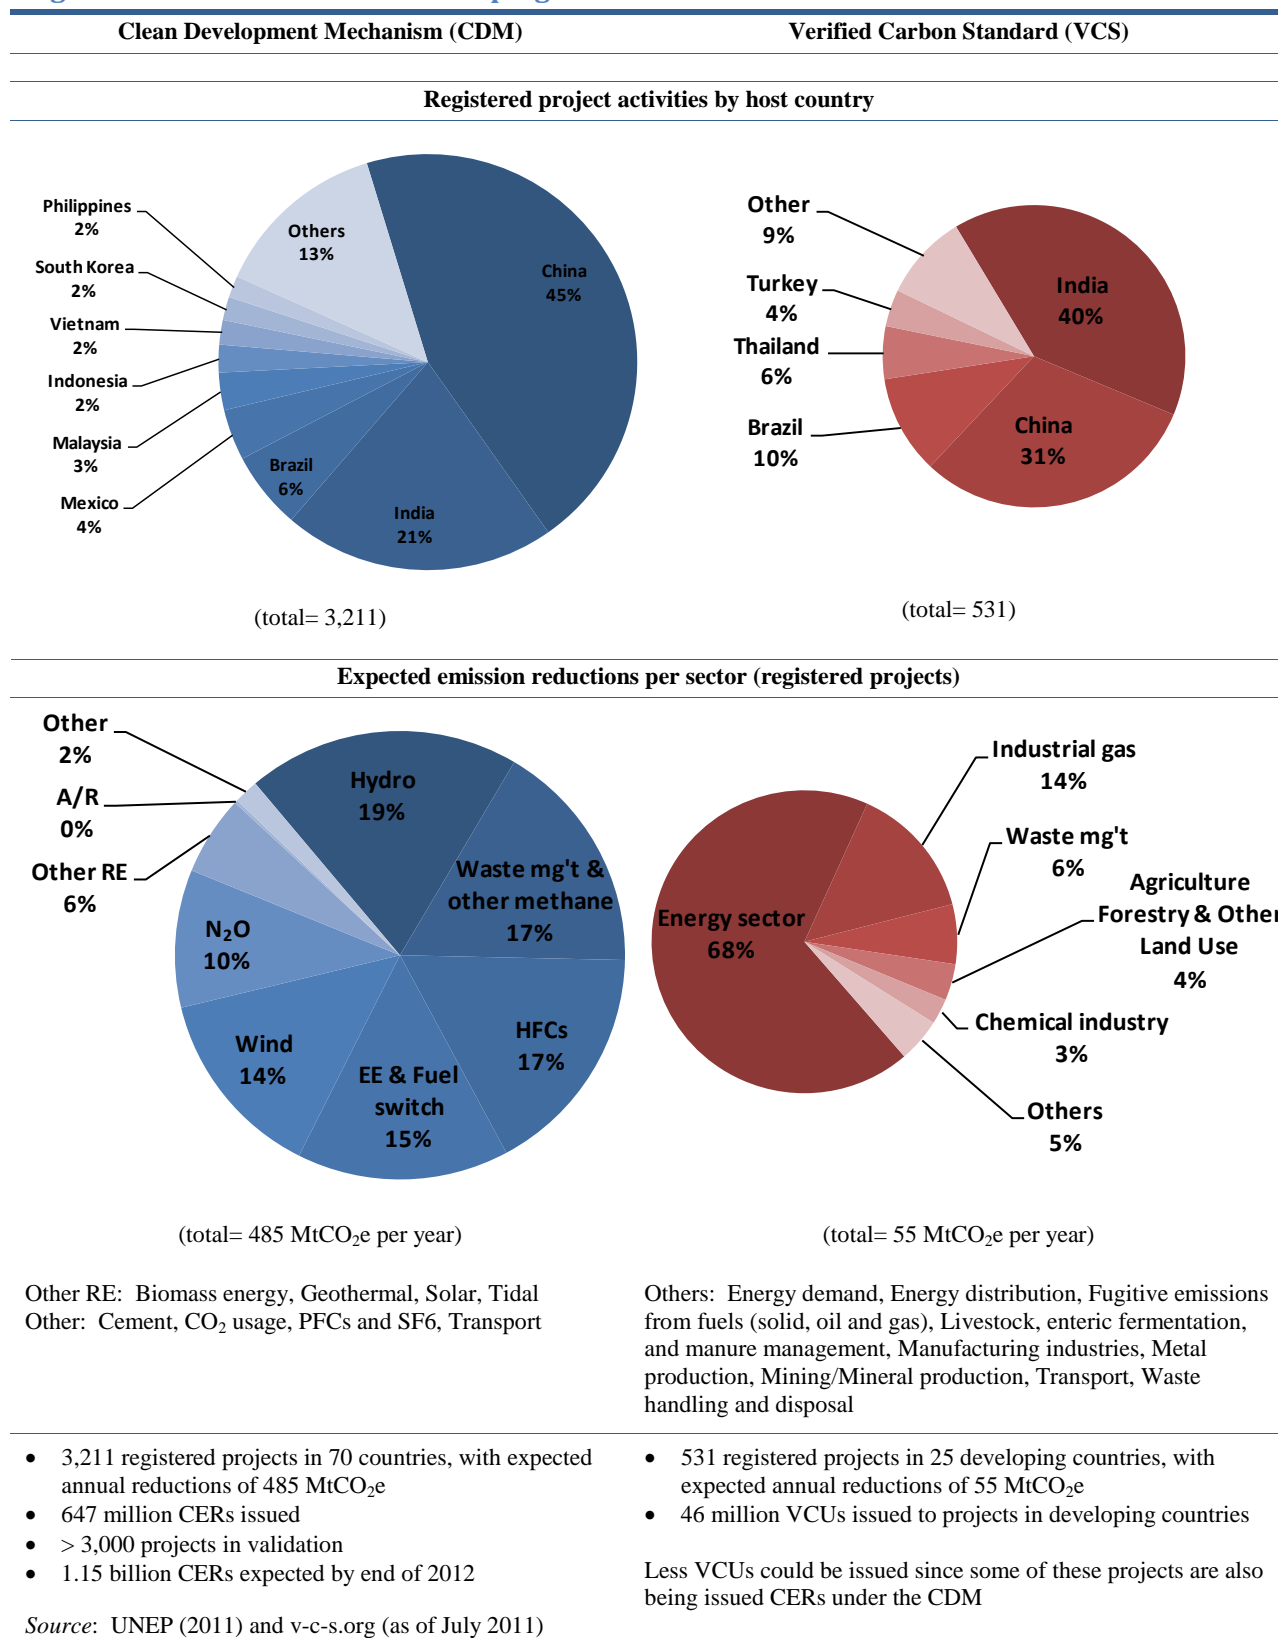 Clean Development Mechanism (CDM)
Verified Carbon Standard (VCS)
Registered project activities by host country
Philippines
2%
South Korea
2%
Vietnam
2%
Indonesia
2%
Malaysia
3%
Mexico
4%
Others
13%
China
45%
Brazil
6%
India
21%
(total= 3,211)
Other
9%
Turkey
4%
Thailand
6%
Brazil
10%
India
40%
China
31%
(total= 531)
Expected emission reductions per sector (registered projects)
Other
2%
A/R
0%
Other RE
6%
Hydro
19%
Waste mg't &
other methane
17%
N₂O
10%
HFCs
17%
Wind
14%
EE & Fuel
switch
15%
(total= 485 MtCO₂e per year)
Industrial gas
14%
Waste mg't
6%
Agriculture
Forestry & Other
Land Use
4%
Energy sector
68%
Chemical industry
3%
Others
5%
(total= 55 MtCO₂e per year)
Other RE: Biomass energy, Geothermal, Solar, Tidal
Other: Cement, CO₂ usage, PFCs and SF6, Transport
Others: Energy demand, Energy distribution, Fugitive emissions
from fuels (solid, oil and gas), Livestock, enteric fermentation,
and manure management, Manufacturing industries, Metal
production, Mining/Mineral production, Transport, Waste
handling and disposal
• 3,211 registered projects in 70 countries, with expected
annual reductions of 485 MtCO₂e
• 647 million CERs issued
• > 3,000 projects in validation
• 1.15 billion CERs expected by end of 2012
Source: UNEP (2011) and v-c-s.org (as of July 2011)
• 531 registered projects in 25 developing countries, with
expected annual reductions of 55 MtCO₂e
• 46 million VCUs issued to projects in developing countries
Less VCUs could be issued since some of these projects are also
being issued CERs under the CDM